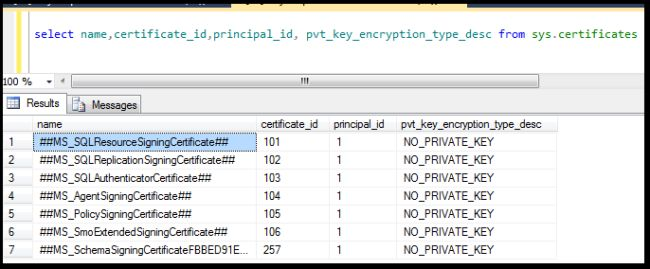 select name,certificate_id,principal_id, pvt_key_encryption_type_desc from sys.certificates
100 %
Results Messages
name certificate_id principal_id pvt_key_encryption_type_desc
1 ##MS_SQLResourceSigningCertificate## 101 1 NO_PRIVATE_KEY
2 ##MS_SQLReplicationSigningCertificate## 102 1 NO_PRIVATE_KEY
3 ##MS_SQLAuthenticatorCertificate## 103 1 NO_PRIVATE_KEY
4 ##MS_AgentSigningCertificate## 104 1 NO_PRIVATE_KEY
5 ##MS_PolicySigningCertificate## 105 1 NO_PRIVATE_KEY
6 ##MS_SmoExtendedSigningCertificate## 106 1 NO_PRIVATE_KEY
7 ##MS_SchemaSigningCertificateFBBED91E... 257 1 NO_PRIVATE_KEY